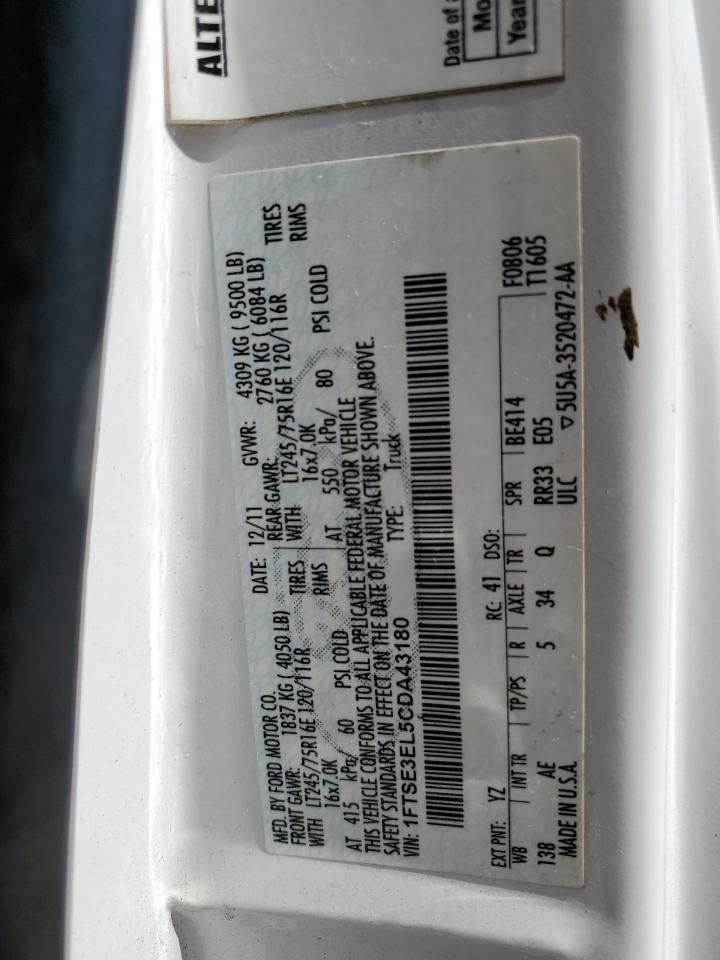 MFD. BY FORD MOTOR CO.
DATE: 12/11 GVWR: 4309 KG ( 9500 LB)
FRONT GAWR: 1837 KG ( 4050 LB) REAR GAWR: 2760 KG ( 6084 LB)
WITH LT245/75R16E 120/116R TIRES WITH LT245/75R16E 120/116R TIRES
16x7.0K RIMS 16x7.0K RIMS
AT 415 kPa/ 60 PSI COLD AT 550 kPa/ 80 PSI COLD
THIS VEHICLE CONFORMS TO ALL APPLICABLE FEDERAL MOTOR VEHICLE
SAFETY STANDARDS IN EFFECT ON THE DATE OF MANUFACTURE SHOWN ABOVE.
VIN: 1FTSE3EL5CDA43180 TYPE: Truck
EXT PNT: YZ RC: 41 DSO: F0806
WB INT TR TP/PS R AXLE TR SPR BE414 T1605
138 AE 5 34 Q RR33 E05
MADE IN U.S.A. ULC ▽5U5A-3520472-AA
ALTE
Date of a
Mo
Year